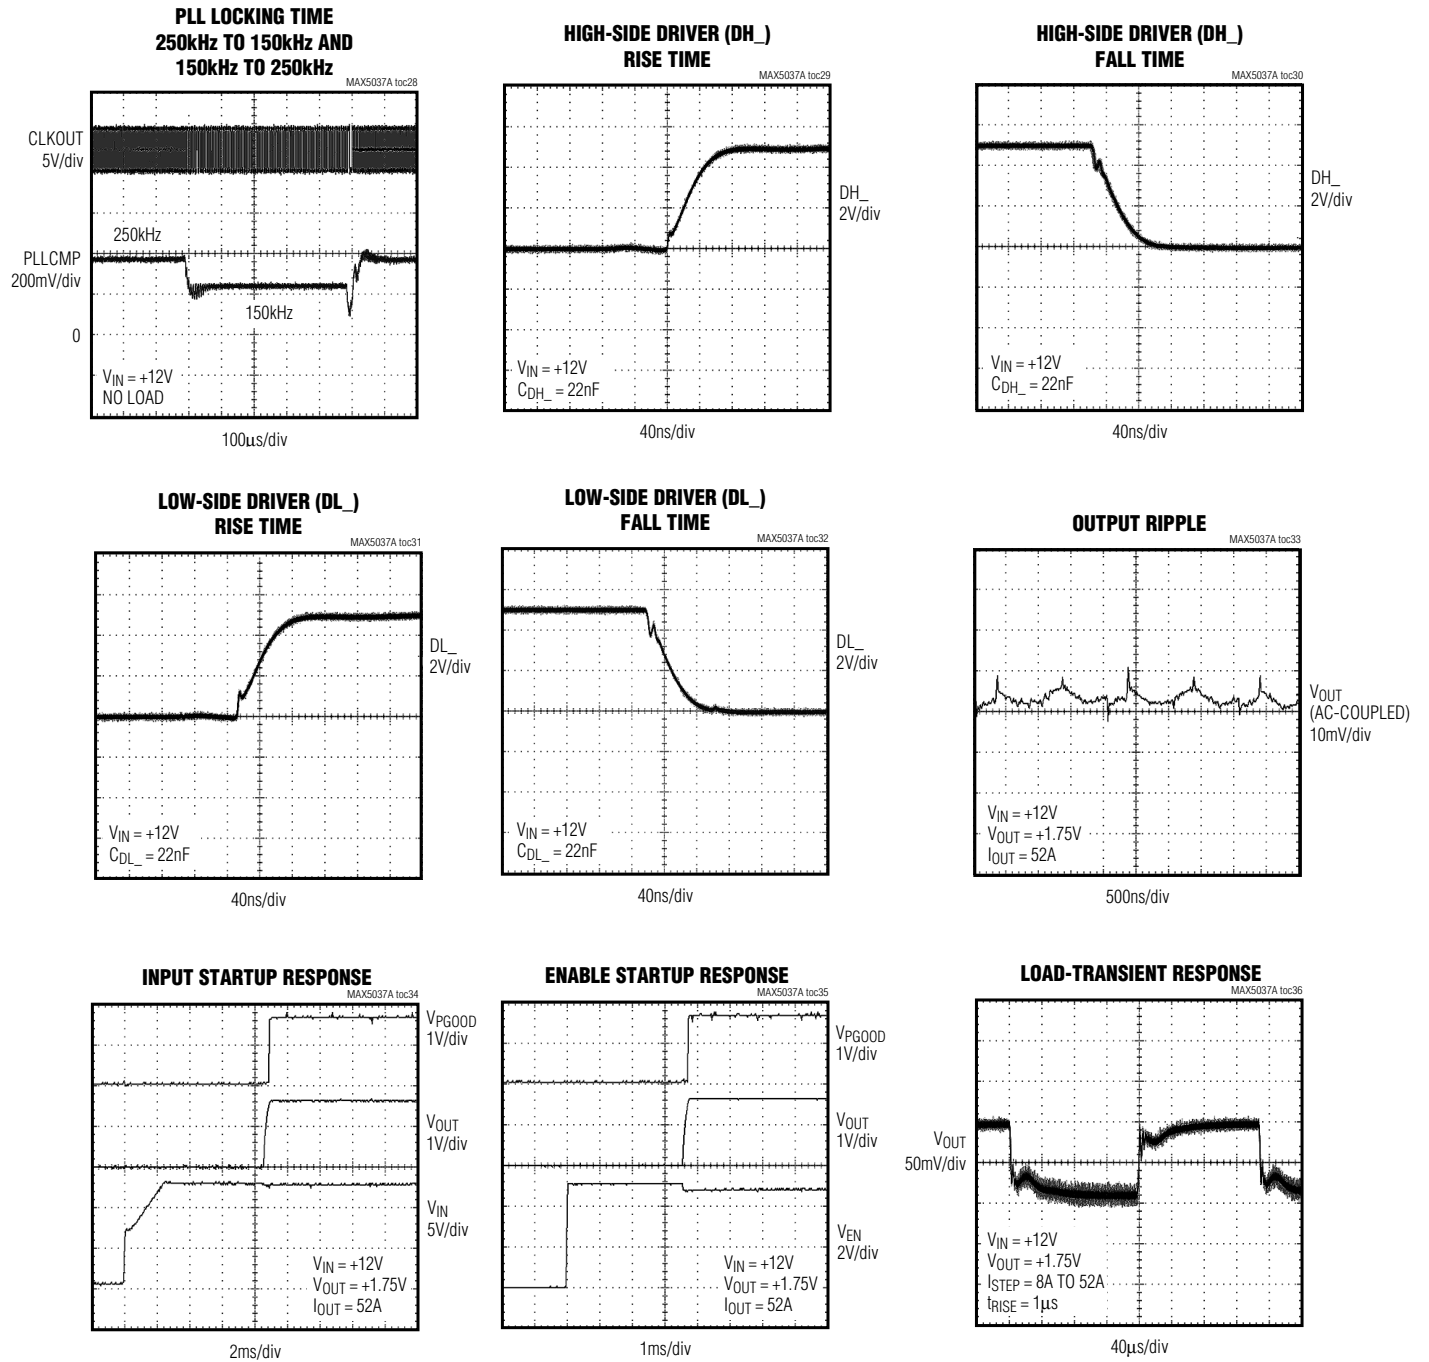 PLL LOCKING TIME
250kHz TO 150kHz AND
150kHz TO 250kHz
MAX5037A toc28
CLKOUT
5V/div
250kHz
PLLCMP
200mV/div
150kHz
0
VIN = +12V
NO LOAD
100µs/div
HIGH-SIDE DRIVER (DH_)
RISE TIME
MAX5037A toc29
DH_
2V/div
VIN = +12V
CDH_ = 22nF
40ns/div
HIGH-SIDE DRIVER (DH_)
FALL TIME
MAX5037A toc30
DH_
2V/div
VIN = +12V
CDH_ = 22nF
40ns/div
LOW-SIDE DRIVER (DL_)
RISE TIME
MAX5037A toc31
DL_
2V/div
VIN = +12V
CDL_ = 22nF
40ns/div
LOW-SIDE DRIVER (DL_)
FALL TIME
MAX5037A toc32
DL_
2V/div
VIN = +12V
CDL_ = 22nF
40ns/div
OUTPUT RIPPLE
MAX5037A toc33
VOUT
(AC-COUPLED)
10mV/div
VIN = +12V
VOUT = +1.75V
IOUT = 52A
500ns/div
INPUT STARTUP RESPONSE
MAX5037A toc34
VPGOOD
1V/div
VOUT
1V/div
VIN
5V/div
VIN = +12V
VOUT = +1.75V
IOUT = 52A
2ms/div
ENABLE STARTUP RESPONSE
MAX5037A toc35
VPGOOD
1V/div
VOUT
1V/div
VEN
2V/div
VIN = +12V
VOUT = +1.75V
IOUT = 52A
1ms/div
LOAD-TRANSIENT RESPONSE
MAX5037A toc36
VOUT
50mV/div
VIN = +12V
VOUT = +1.75V
ISTEP = 8A TO 52A
tRISE = 1µs
40µs/div